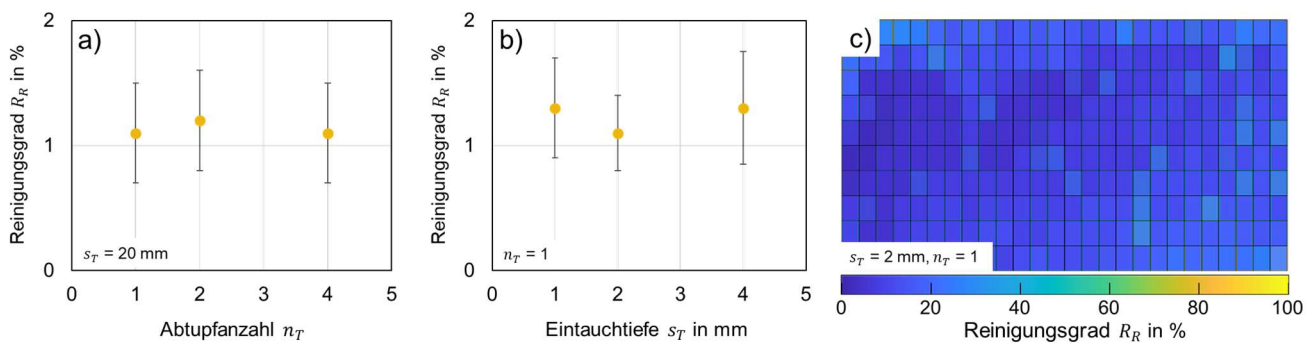 a)
2
1
0
Reinigungsgrad R_R in %
s_T = 20 mm
0 1 2 3 4 5
Abtupfanzahl n_T
b)
2
1
0
Reinigungsgrad R_R in %
n_T = 1
0 1 2 3 4 5
Eintauchtiefe s_T in mm
c)
s_T = 2 mm, n_T = 1
0 20 40 60 80 100
Reinigungsgrad R_R in %